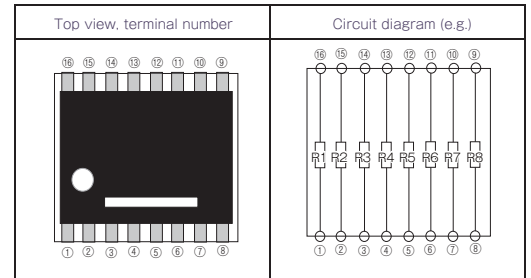 Top view, terminal number
⑯ ⑮ ⑭ ⑬ ⑫ ⑪ ⑩ ⑨
① ② ③ ④ ⑤ ⑥ ⑦ ⑧
Circuit diagram (e.g.)
⑯ ⑮ ⑭ ⑬ ⑫ ⑪ ⑩ ⑨
R1 R2 R3 R4 R5 R6 R7 R8
① ② ③ ④ ⑤ ⑥ ⑦ ⑧